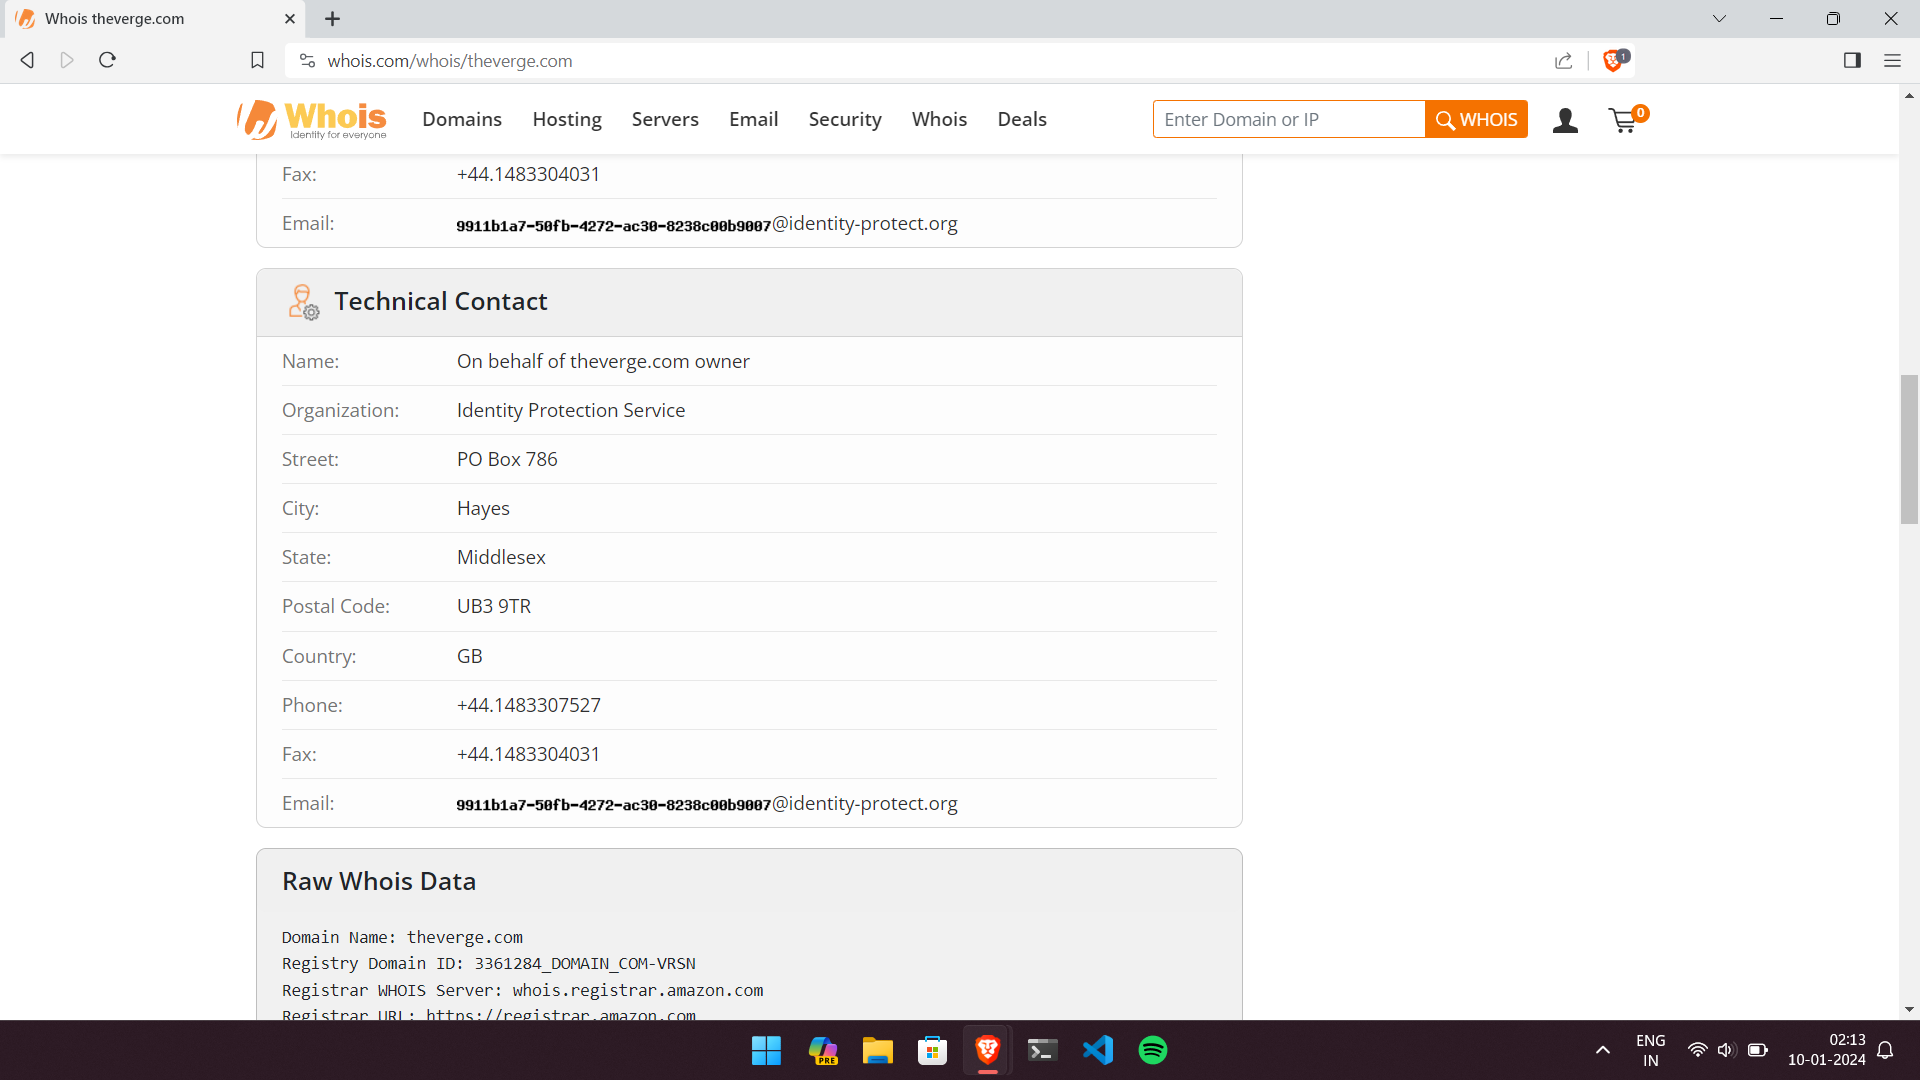 Whois theverge.com
whois.com/whois/theverge.com
1
Whois
Identity for everyone
Domains Hosting Servers Email Security Whois Deals
Enter Domain or IP
WHOIS
0
Fax: +44.1483304031
Email: 9911b1a7-50fb-4272-ac30-8238c00b9007@identity-protect.org
Technical Contact
Name: On behalf of theverge.com owner
Organization: Identity Protection Service
Street: PO Box 786
City: Hayes
State: Middlesex
Postal Code: UB3 9TR
Country: GB
Phone: +44.1483307527
Fax: +44.1483304031
Email: 9911b1a7-50fb-4272-ac30-8238c00b9007@identity-protect.org
Raw Whois Data
Domain Name: theverge.com
Registry Domain ID: 3361284_DOMAIN_COM-VRSN
Registrar WHOIS Server: whois.registrar.amazon.com
Registrar URL: https://registrar.amazon.com
PRE
ENG
IN
02:13
10-01-2024